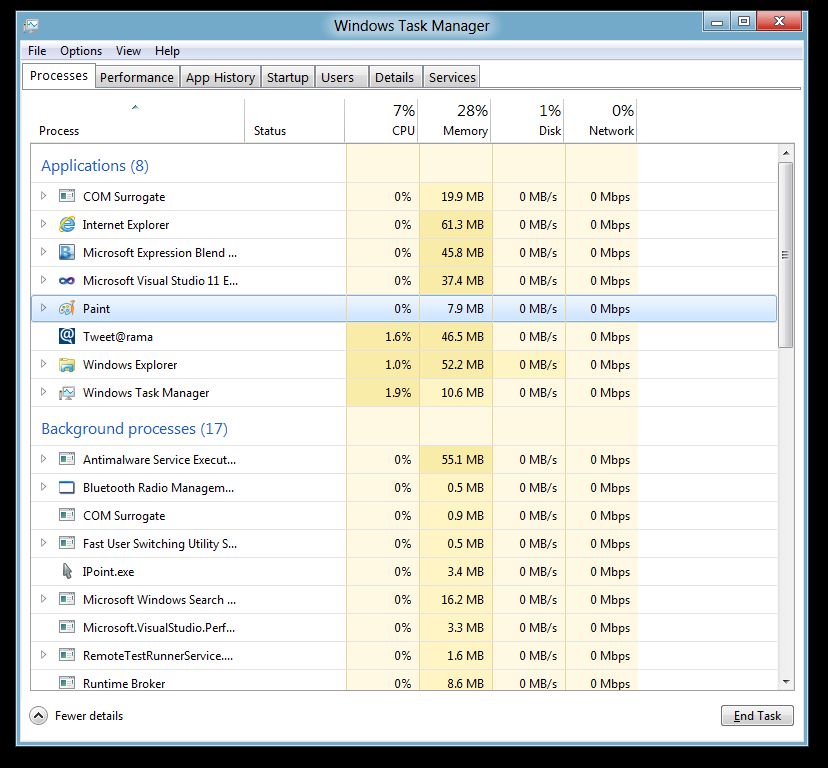 Windows Task Manager
File Options View Help
Processes Performance App History Startup Users Details Services
7% 28% 1% 0%
Process Status CPU Memory Disk Network
Applications (8)
COM Surrogate 0% 19.9 MB 0 MB/s 0 Mbps
Internet Explorer 0% 61.3 MB 0 MB/s 0 Mbps
Microsoft Expression Blend ... 0% 45.8 MB 0 MB/s 0 Mbps
Microsoft Visual Studio 11 E... 0% 37.4 MB 0 MB/s 0 Mbps
Paint 0% 7.9 MB 0 MB/s 0 Mbps
Tweet@rama 1.6% 46.5 MB 0 MB/s 0 Mbps
Windows Explorer 1.0% 52.2 MB 0 MB/s 0 Mbps
Windows Task Manager 1.9% 10.6 MB 0 MB/s 0 Mbps
Background processes (17)
Antimalware Service Execut... 0% 55.1 MB 0 MB/s 0 Mbps
Bluetooth Radio Managem... 0% 0.5 MB 0 MB/s 0 Mbps
COM Surrogate 0% 0.9 MB 0 MB/s 0 Mbps
Fast User Switching Utility S... 0% 0.5 MB 0 MB/s 0 Mbps
IPoint.exe 0% 3.4 MB 0 MB/s 0 Mbps
Microsoft Windows Search ... 0% 16.2 MB 0 MB/s 0 Mbps
Microsoft.VisualStudio.Perf... 0% 3.3 MB 0 MB/s 0 Mbps
RemoteTestRunnerService.... 0% 1.6 MB 0 MB/s 0 Mbps
Runtime Broker 0% 8.6 MB 0 MB/s 0 Mbps
Fewer details End Task